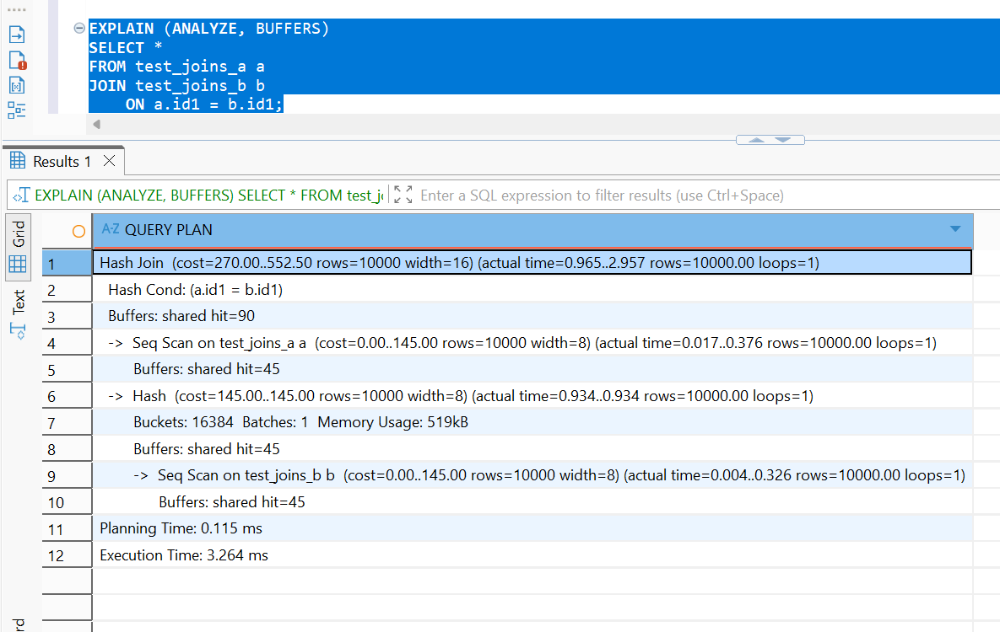 EXPLAIN (ANALYZE, BUFFERS)
SELECT *
FROM test_joins_a a
JOIN test_joins_b b
ON a.id1 = b.id1;
Results 1
EXPLAIN (ANALYZE, BUFFERS) SELECT * FROM test_j
Enter a SQL expression to filter results (use Ctrl+Space)
Grid
Text
rd
A-Z QUERY PLAN
1 Hash Join (cost=270.00..552.50 rows=10000 width=16) (actual time=0.965..2.957 rows=10000.00 loops=1)
2 Hash Cond: (a.id1 = b.id1)
3 Buffers: shared hit=90
4 -> Seq Scan on test_joins_a a (cost=0.00..145.00 rows=10000 width=8) (actual time=0.017..0.376 rows=10000.00 loops=1)
5 Buffers: shared hit=45
6 -> Hash (cost=145.00..145.00 rows=10000 width=8) (actual time=0.934..0.934 rows=10000.00 loops=1)
7 Buckets: 16384 Batches: 1 Memory Usage: 519kB
8 Buffers: shared hit=45
9 -> Seq Scan on test_joins_b b (cost=0.00..145.00 rows=10000 width=8) (actual time=0.004..0.326 rows=10000.00 loops=1)
10 Buffers: shared hit=45
11 Planning Time: 0.115 ms
12 Execution Time: 3.264 ms